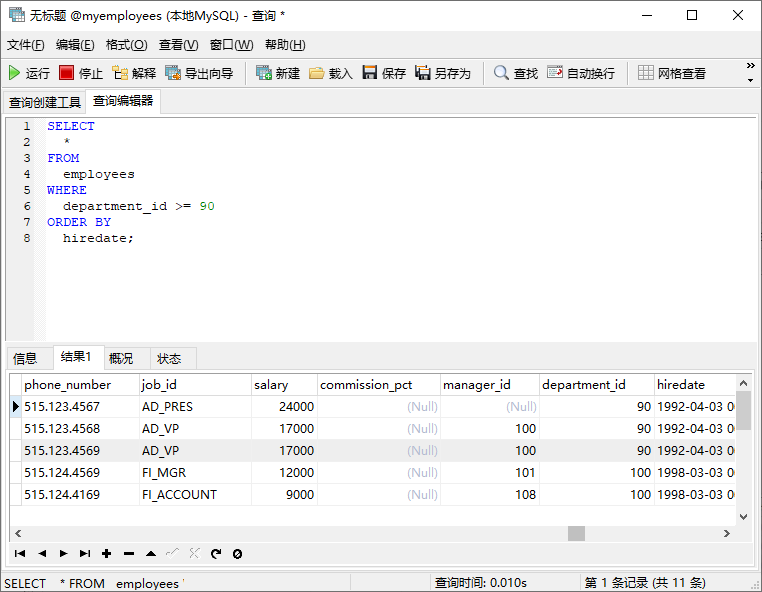 无标题 @myemployees (本地MySQL) - 查询 *
文件(F) 编辑(E) 格式(O) 查看(V) 窗口(W) 帮助(H)
运行 停止 解释 导出向导 新建 载入 保存 另存为 查找 自动换行 网格查看 »
查询创建工具 查询编辑器
1 SELECT
2 *
3 FROM
4 employees
5 WHERE
6 department_id >= 90
7 ORDER BY
8 hiredate;
信息 结果1 概况 状态
phone_number job_id salary commission_pct manager_id department_id hiredate
515.123.4567 AD_PRES 24000 (Null) (Null) 90 1992-04-03 0
515.123.4568 AD_VP 17000 (Null) 100 90 1992-04-03 0
515.123.4569 AD_VP 17000 (Null) 100 90 1992-04-03 0
515.124.4569 FI_MGR 12000 (Null) 101 100 1998-03-03 0
515.124.4169 FI_ACCOUNT 9000 (Null) 108 100 1998-03-03 0
SELECT * FROM employees 查询时间: 0.010s 第 1 条记录 (共 11 条)